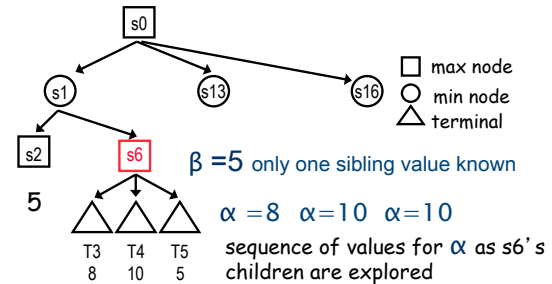 s0
max node
s1
s13
s16
min node
terminal
s2
s6
β =5 only one sibling value known
5
α =8 α=10 α=10
T3 T4 T5
8 10 5
sequence of values for α as s6's
children are explored